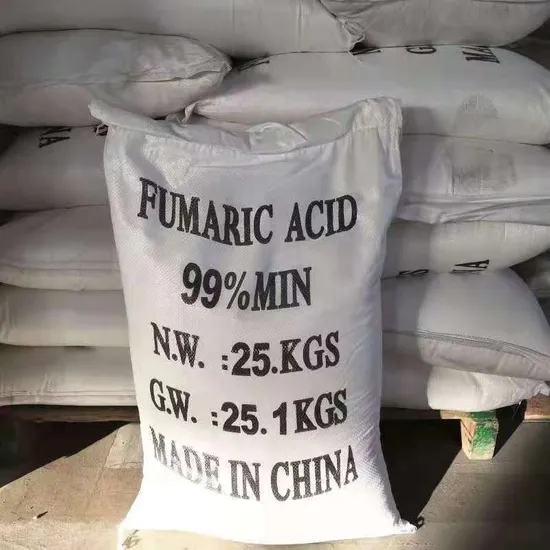 FUMARIC ACID
99%MIN
N.W. :25.KGS
G.W. :25.1KGS
MADE IN CHINA